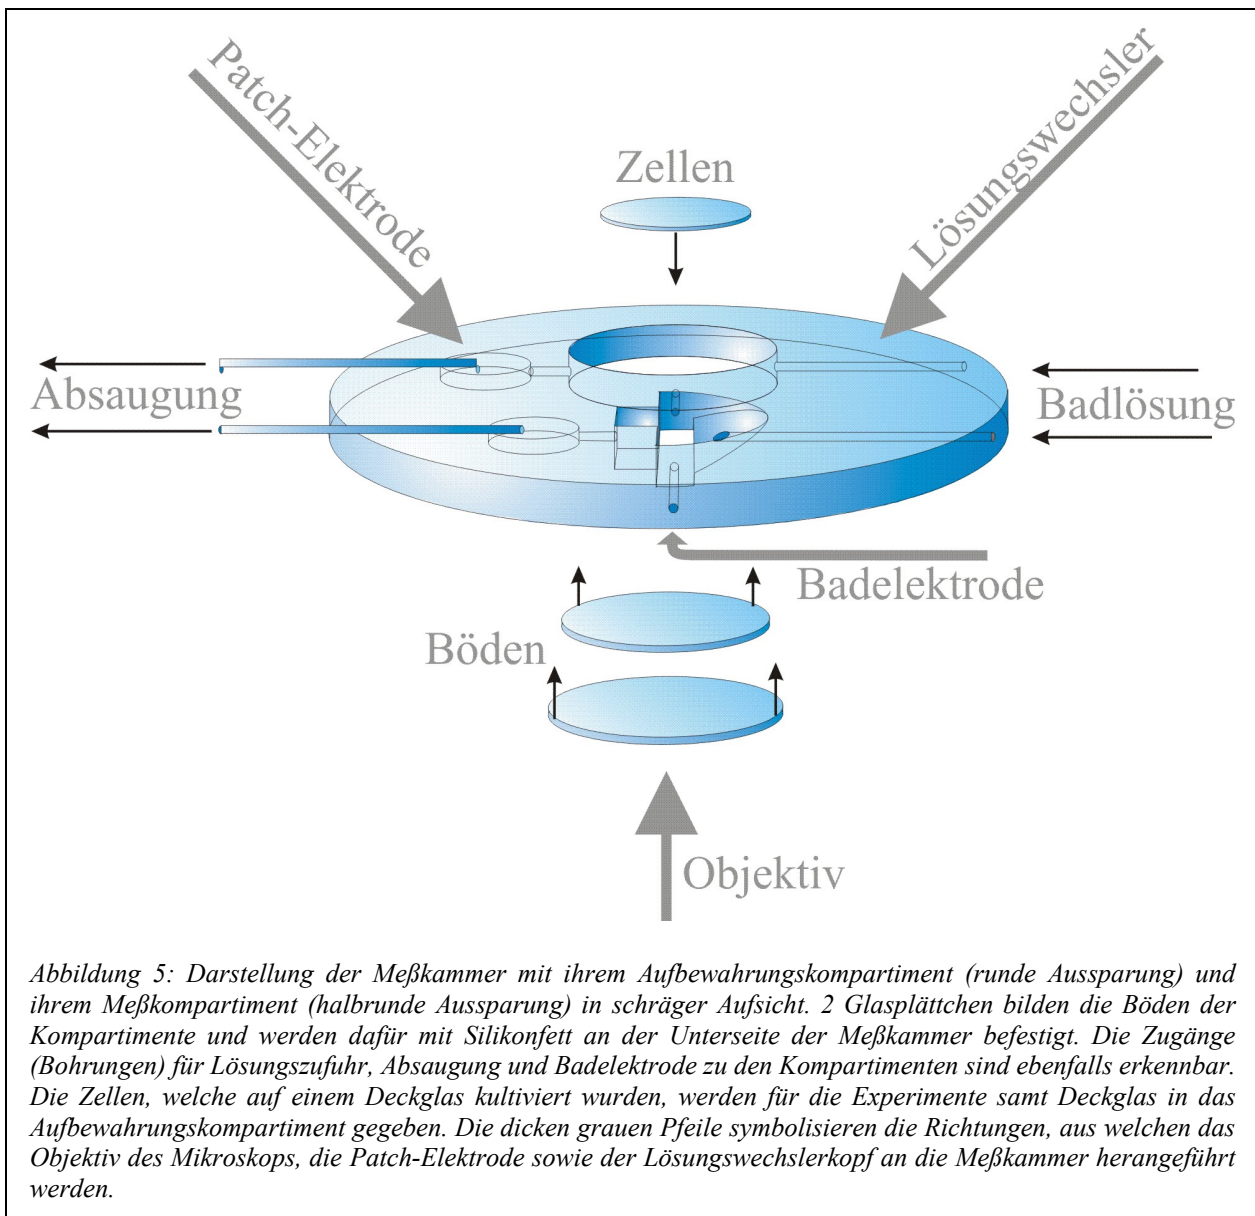 Patch-Elektrode
Lösungswechsler
Zellen
Absaugung
Badlösung
Badelektrode
Böden
Objektiv
Abbildung 5: Darstellung der Meßkammer mit ihrem Aufbewahrungskompartiment (runde Aussparung) und
ihrem Meßkompartiment (halbrunde Aussparung) in schräger Aufsicht. 2 Glasplättchen bilden die Böden der
Kompartimente und werden dafür mit Silikonfett an der Unterseite der Meßkammer befestigt. Die Zugänge
(Bohrungen) für Lösungszufuhr, Absaugung und Badelektrode zu den Kompartimenten sind ebenfalls erkennbar.
Die Zellen, welche auf einem Deckglas kultiviert wurden, werden für die Experimente samt Deckglas in das
Aufbewahrungskompartiment gegeben. Die dicken grauen Pfeile symbolisieren die Richtungen, aus welchen das
Objektiv des Mikroskops, die Patch-Elektrode sowie der Lösungswechslerkopf an die Meßkammer herangeführt
werden.